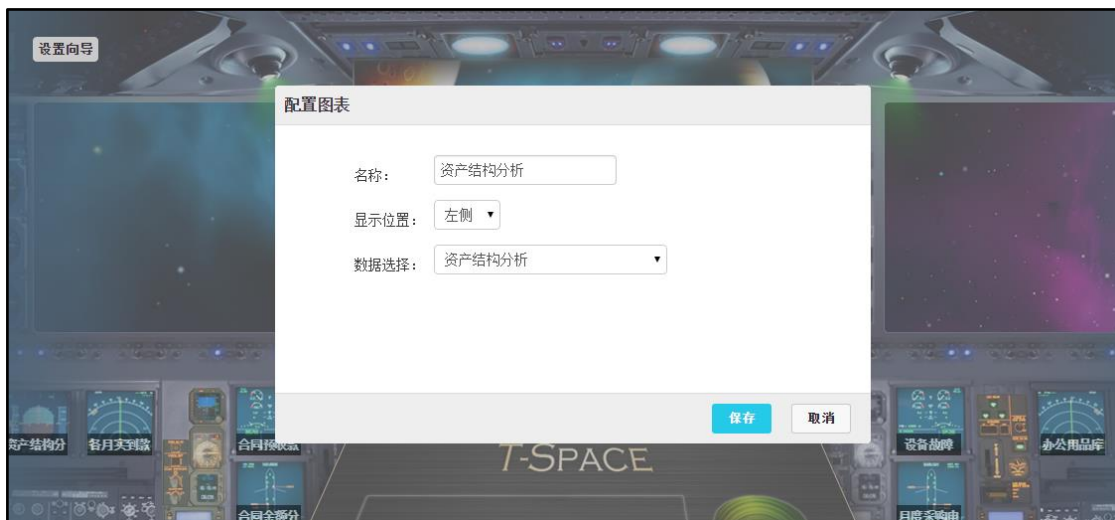 设置向导
配置图表
名称：
资产结构分析
显示位置：
左侧
数据选择：
资产结构分析
保存
取消
资产结构分
各月实到款
合同预收款
设备故障
办公用品库
T-SPACE
合同全额分
月度采购申